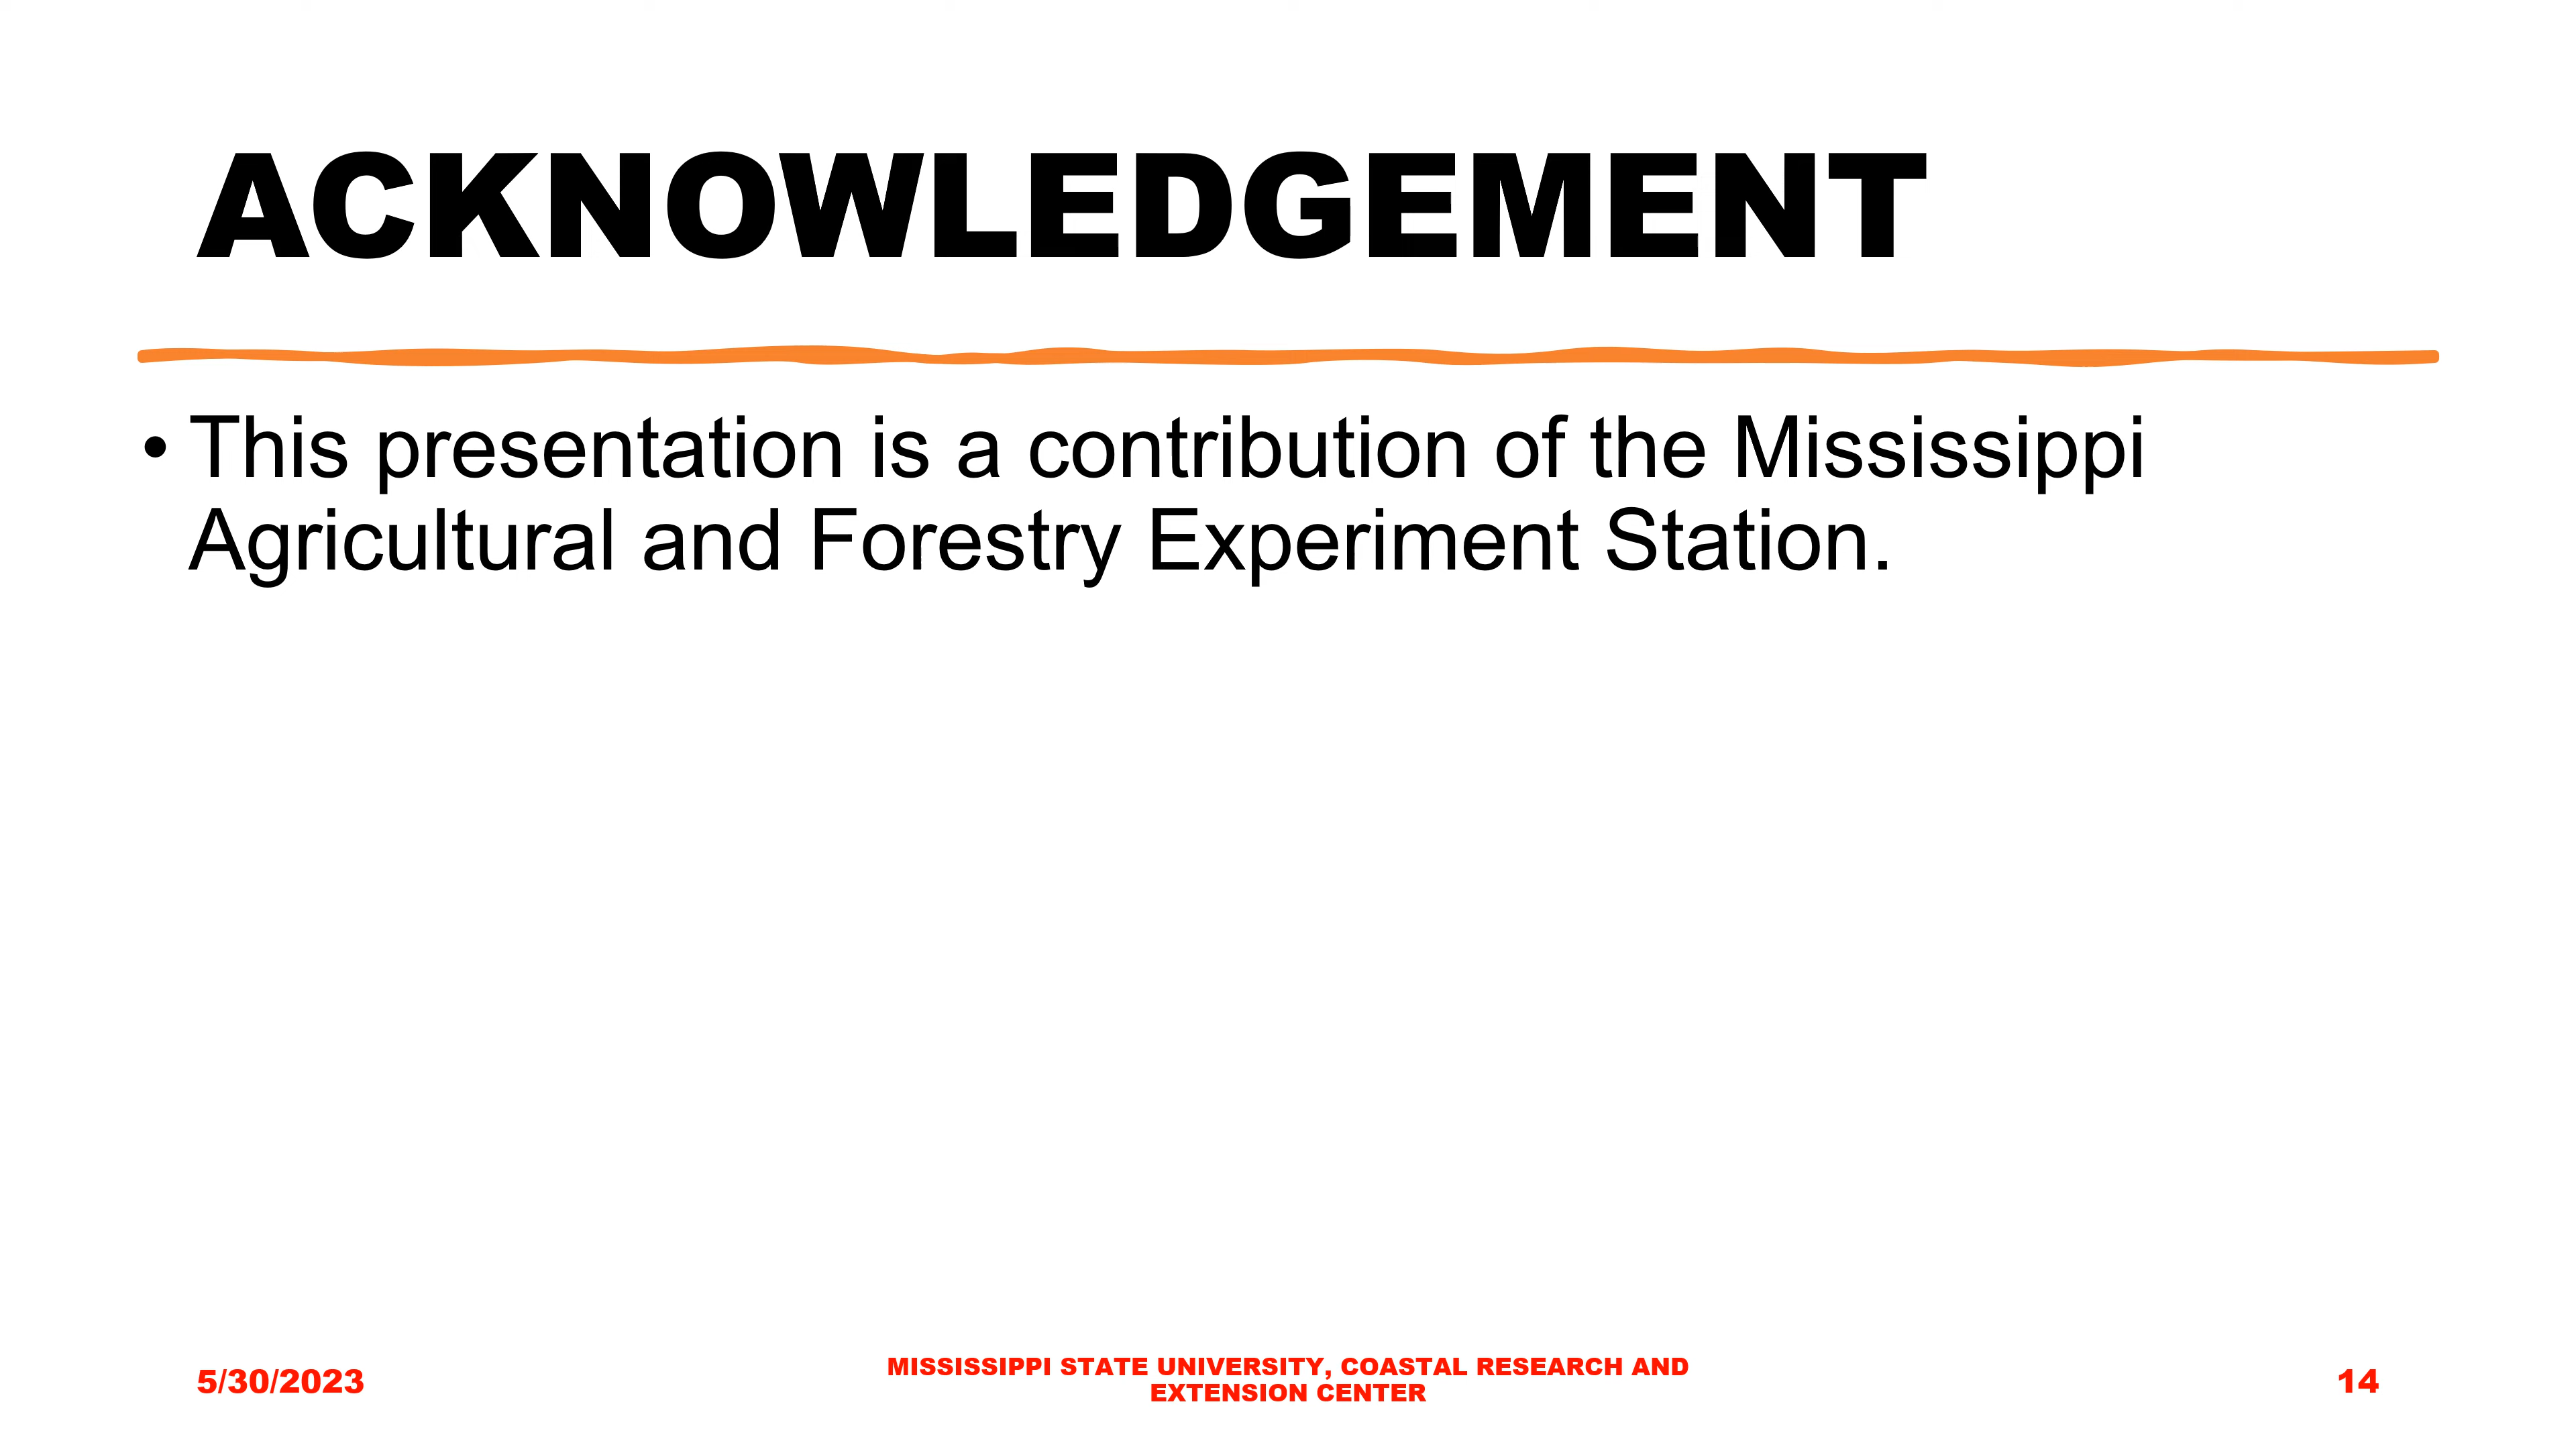 ACKNOWLEDGEMENT
• This presentation is a contribution of the Mississippi
Agricultural and Forestry Experiment Station.
5/30/2023
MISSISSIPPI STATE UNIVERSITY, COASTAL RESEARCH AND
EXTENSION CENTER
14